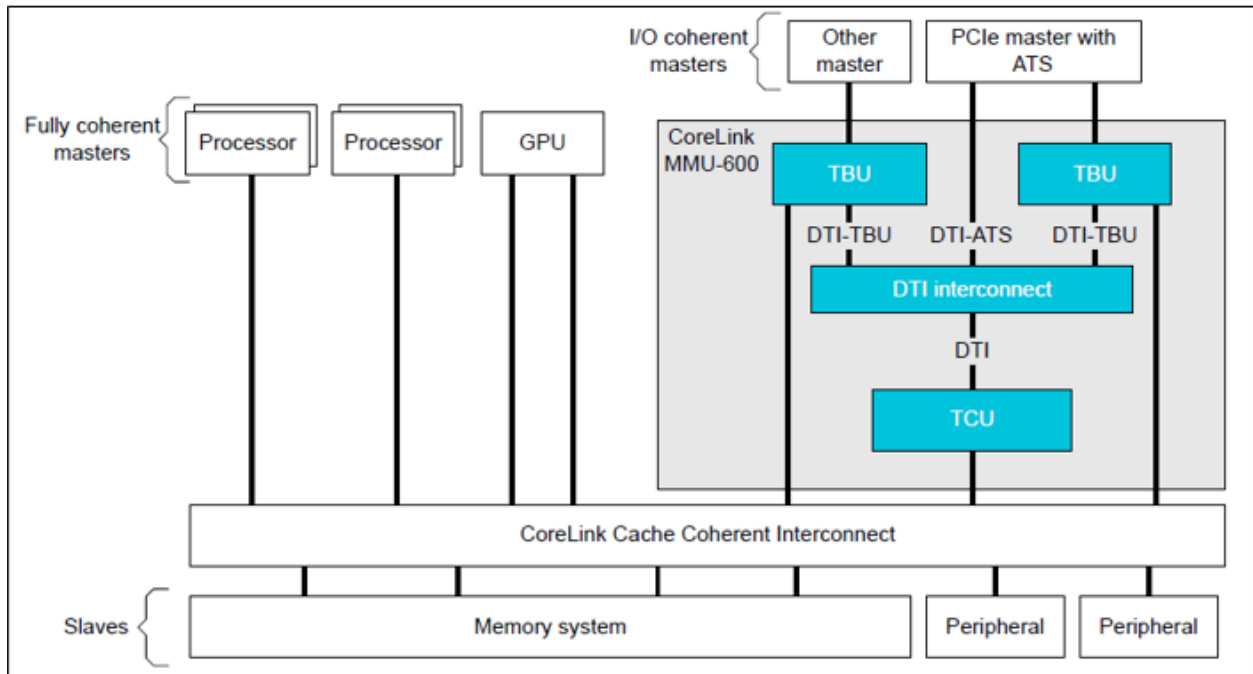 I/O coherent
masters
Other
master
PCIe master with
ATS
Fully coherent
masters
Processor
Processor
GPU
CoreLink
MMU-600
TBU
TBU
DTI-TBU
DTI-ATS
DTI-TBU
DTI interconnect
DTI
TCU
CoreLink Cache Coherent Interconnect
Slaves
Memory system
Peripheral
Peripheral